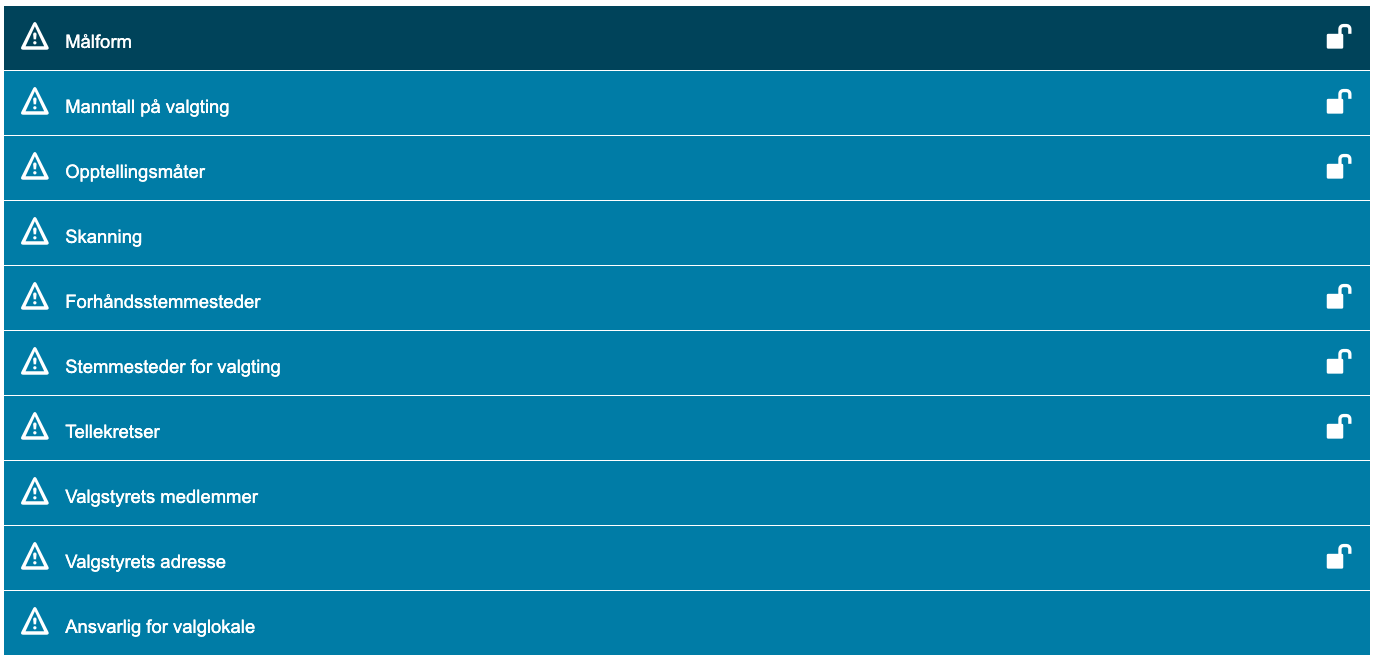 Målform
Manntall på valgting
Opptellingsmåter
Skanning
Forhåndsstemmesteder
Stemmesteder for valgting
Tellekretser
Valgstyrets medlemmer
Valgstyrets adresse
Ansvarlig for valglokale